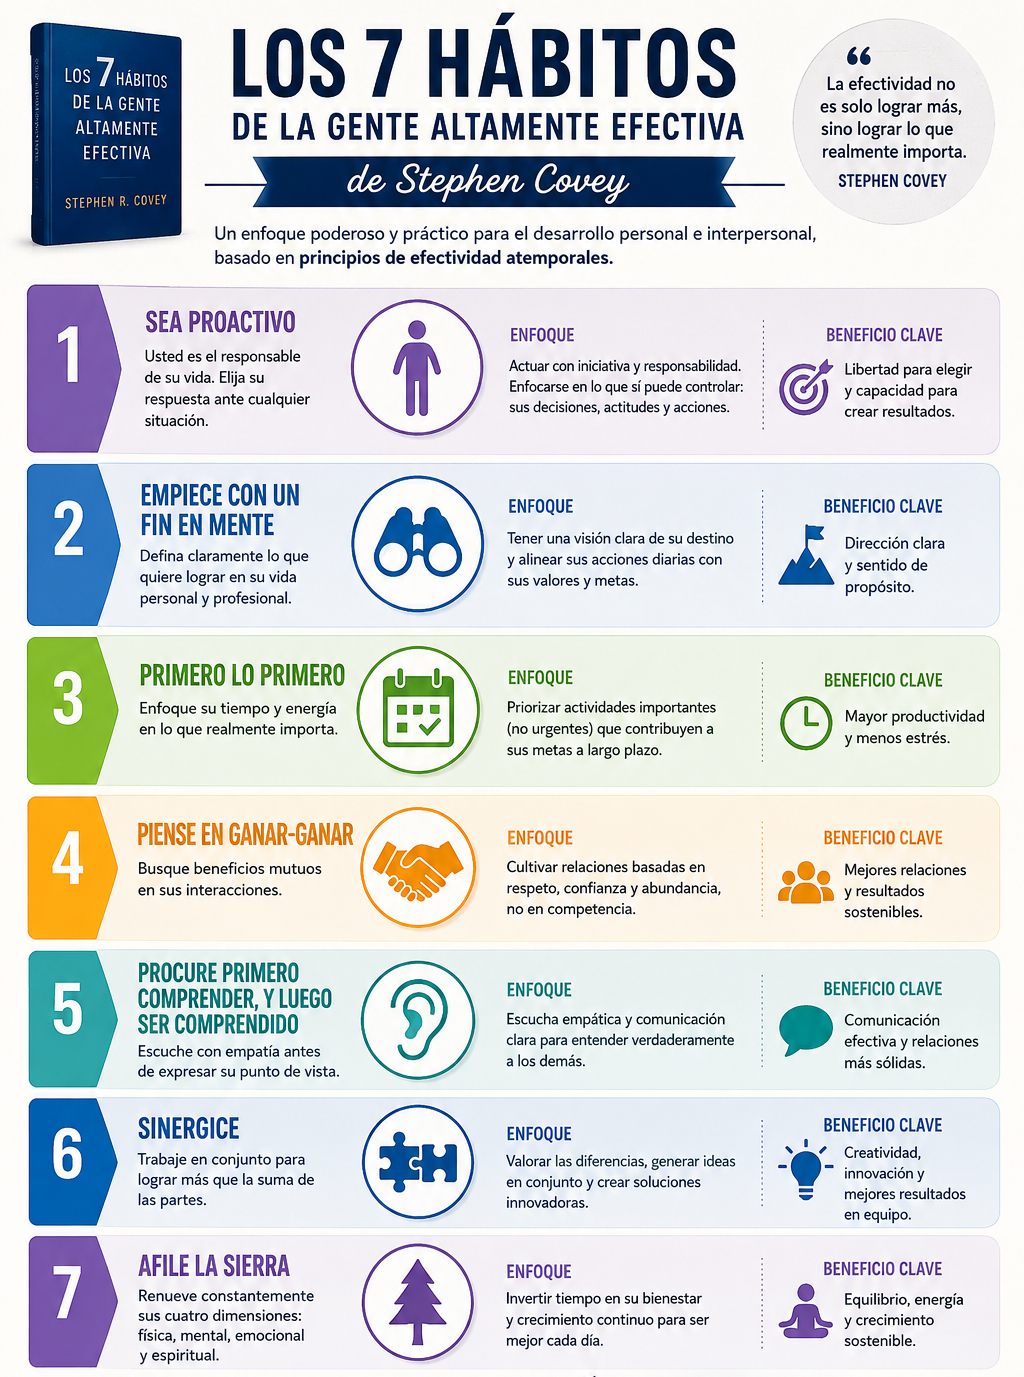 LOS 7 HÁBITOS
DE LA GENTE
ALTAMENTE
EFECTIVA
STEPHEN R. COVEY
LOS 7 HÁBITOS
DE LA GENTE ALTAMENTE EFECTIVA
de Stephen Covey
Un enfoque poderoso y práctico para el desarrollo personal e interpersonal,
basado en principios de efectividad atemporales.
“
La efectividad no
es solo lograr más,
sino lograr lo que
realmente importa.
STEPHEN COVEY
1
SEA PROACTIVO
Usted es el responsable
de su vida. Elija su
respuesta ante cualquier
situación.
ENFOQUE
Actuar con iniciativa y responsabilidad.
Enfocarse en lo que sí puede controlar:
sus decisiones, actitudes y acciones.
BENEFICIO CLAVE
Libertad para elegir
y capacidad para
crear resultados.
2
EMPIECE CON UN
FIN EN MENTE
Defina claramente lo que
quiere lograr en su vida
personal y profesional.
ENFOQUE
Tener una visión clara de su destino
y alinear sus acciones diarias con
sus valores y metas.
BENEFICIO CLAVE
Dirección clara
y sentido de
propósito.
3
PRIMERO LO PRIMERO
Enfoque su tiempo y energía
en lo que realmente importa.
ENFOQUE
Priorizar actividades importantes
(no urgentes) que contribuyen a
sus metas a largo plazo.
BENEFICIO CLAVE
Mayor productividad
y menos estrés.
4
PIENSE EN GANAR-GANAR
Busque beneficios mutuos
en sus interacciones.
ENFOQUE
Cultivar relaciones basadas en
respeto, confianza y abundancia,
no en competencia.
BENEFICIO CLAVE
Mejores relaciones
y resultados
sostenibles.
5
PROCURE PRIMERO
COMPRENDER, Y LUEGO
SER COMPRENDIDO
Escuche con empatía antes
de expresar su punto de vista.
ENFOQUE
Escucha empática y comunicación
clara para entender verdaderamente
a los demás.
BENEFICIO CLAVE
Comunicación
efectiva y relaciones
más sólidas.
6
SINERGICE
Trabaje en conjunto para
lograr más que la suma de
las partes.
ENFOQUE
Valorar las diferencias, generar ideas
en conjunto y crear soluciones
innovadoras.
BENEFICIO CLAVE
Creatividad,
innovación y
mejores resultados
en equipo.
7
AFILE LA SIERRA
Renueve constantemente
sus cuatro dimensiones:
física, mental, emocional
y espiritual.
ENFOQUE
Invertir tiempo en su bienestar
y crecimiento continuo para ser
mejor cada día.
BENEFICIO CLAVE
Equilibrio, energía
y crecimiento
sostenible.